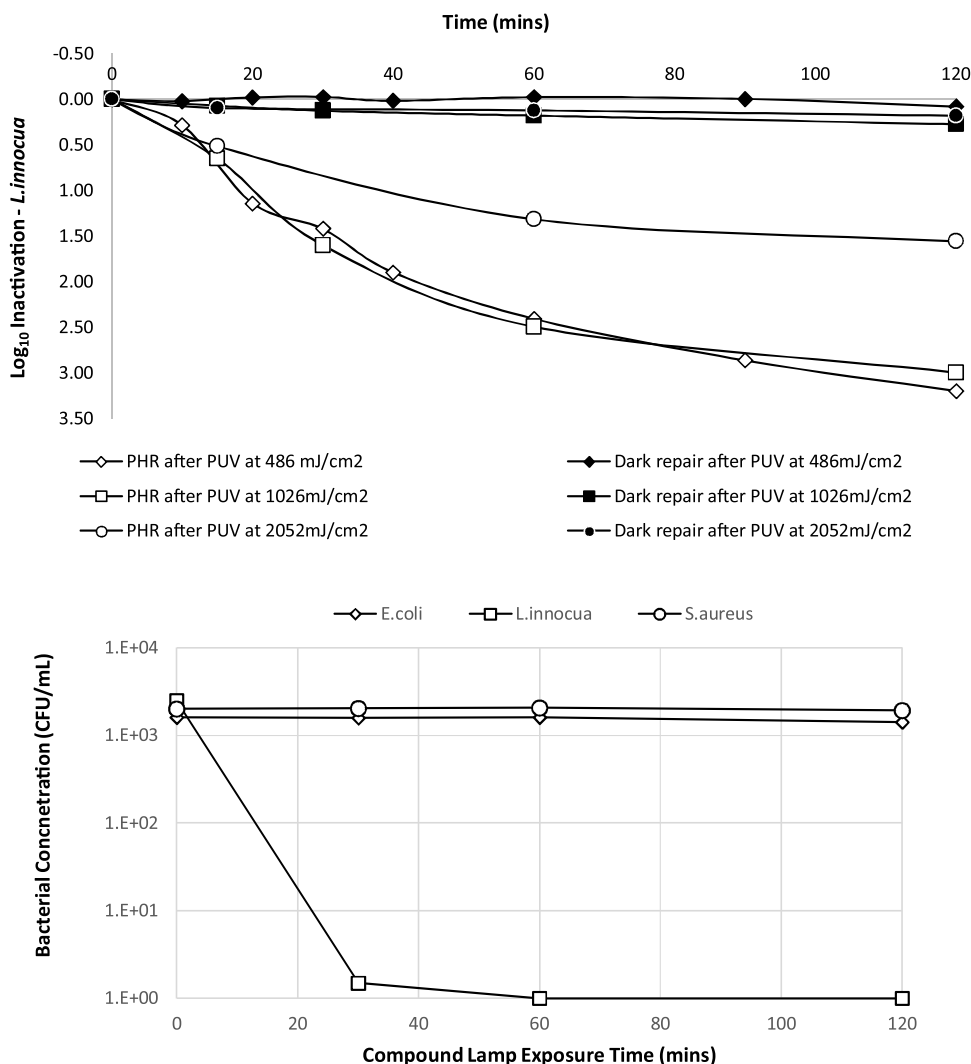 Time (mins)
-0.50
0 20 40 60 80 100 120
0.00
0.50
1.00
1.50
2.00
2.50
3.00
3.50
Log10 Inactivation - L.innocua
PHR after PUV at 486 mJ/cm2
Dark repair after PUV at 486mJ/cm2
PHR after PUV at 1026mJ/cm2
Dark repair after PUV at 1026mJ/cm2
PHR after PUV at 2052mJ/cm2
Dark repair after PUV at 2052mJ/cm2
E.coli L.innocua S.aureus
1.E+04
1.E+03
1.E+02
1.E+01
1.E+00
Bacterial Concnetration (CFU/mL)
0 20 40 60 80 100 120
Compound Lamp Exposure Time (mins)